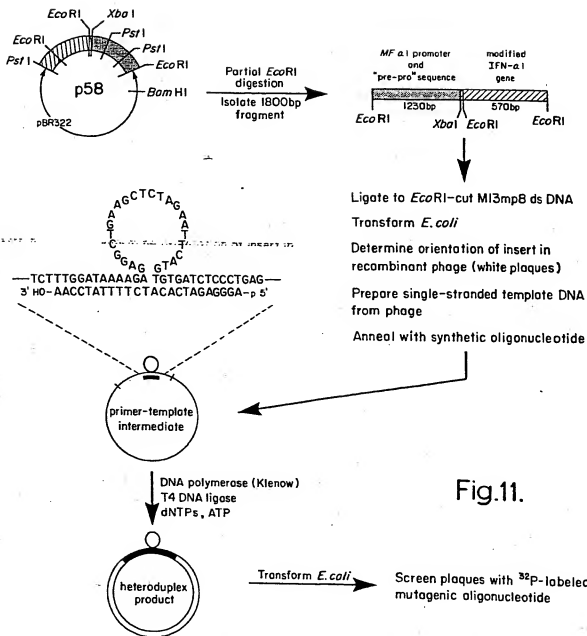 EcoRI
XbaI
PstI
EcoRI
PstI
PstI
EcoRI
p58
BamHI
pBR322
Partial EcoRI
digestion
Isolate 1800bp
fragment
MFα1 promoter
and
"pre-pro" sequence
modified
IFN-α1
gene
1230bp
570bp
EcoRI
XbaI
EcoRI
EcoRI
Ligate to EcoRI-cut M13mp8 ds DNA
Transform E.coli
Determine orientation of insert in
recombinant phage (white plaques)
Prepare single-stranded template DNA
from phage
Anneal with synthetic oligonucleotide
GGAGTCGAAGCTCTAGAATTCATG
—TCTTTGGATAAAAGA TGTGATCTCCCTGAG—
3' HO-AACCTATTTTCTACACTAGAGGGA-p 5'
primer-template
intermediate
DNA polymerase (Klenow)
T4 DNA ligase
dNTPs, ATP
heteroduplex
product
Transform E.coli
Screen plaques with ³²P-labeled
mutagenic oligonucleotide
Fig.11.